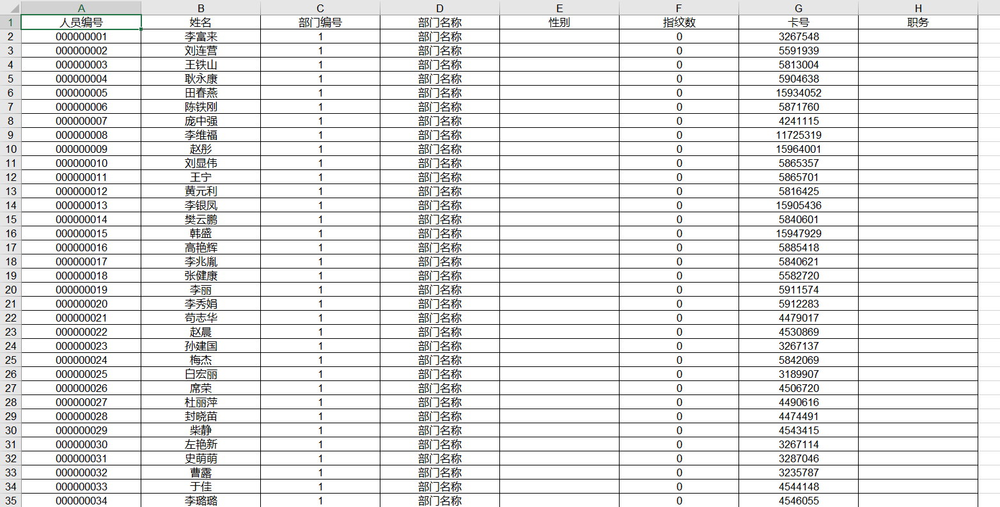 A B C D E F G H
1 人员编号 姓名 部门编号 部门名称 性别 指纹数 卡号 职务
2 000000001 李富来 1 部门名称 0 3267548
3 000000002 刘连营 1 部门名称 0 5591939
4 000000003 王铁山 1 部门名称 0 5813004
5 000000004 耿永康 1 部门名称 0 5904638
6 000000005 田春燕 1 部门名称 0 15934052
7 000000006 陈铁刚 1 部门名称 0 5871760
8 000000007 庞中强 1 部门名称 0 4241115
9 000000008 李维福 1 部门名称 0 11725319
10 000000009 赵彤 1 部门名称 0 15964001
11 000000010 刘显伟 1 部门名称 0 5865357
12 000000011 王宁 1 部门名称 0 5865701
13 000000012 黄元利 1 部门名称 0 5816425
14 000000013 李银凤 1 部门名称 0 15905436
15 000000014 樊云鹏 1 部门名称 0 5840601
16 000000015 韩盛 1 部门名称 0 15947929
17 000000016 高艳辉 1 部门名称 0 5885418
18 000000017 李兆胤 1 部门名称 0 5840621
19 000000018 张健康 1 部门名称 0 5582720
20 000000019 李丽 1 部门名称 0 5911574
21 000000020 李秀娟 1 部门名称 0 5912283
22 000000021 苟志华 1 部门名称 0 4479017
23 000000022 赵晨 1 部门名称 0 4530869
24 000000023 孙建国 1 部门名称 0 3267137
25 000000024 梅杰 1 部门名称 0 5842069
26 000000025 白宏丽 1 部门名称 0 3189907
27 000000026 席荣 1 部门名称 0 4506720
28 000000027 杜丽萍 1 部门名称 0 4490616
29 000000028 封晓苗 1 部门名称 0 4474491
30 000000029 柴静 1 部门名称 0 4543415
31 000000030 左艳新 1 部门名称 0 3267114
32 000000031 史萌萌 1 部门名称 0 3287046
33 000000032 曹露 1 部门名称 0 3235787
34 000000033 于佳 1 部门名称 0 4544148
35 000000034 李璐璐 1 部门名称 0 4546055